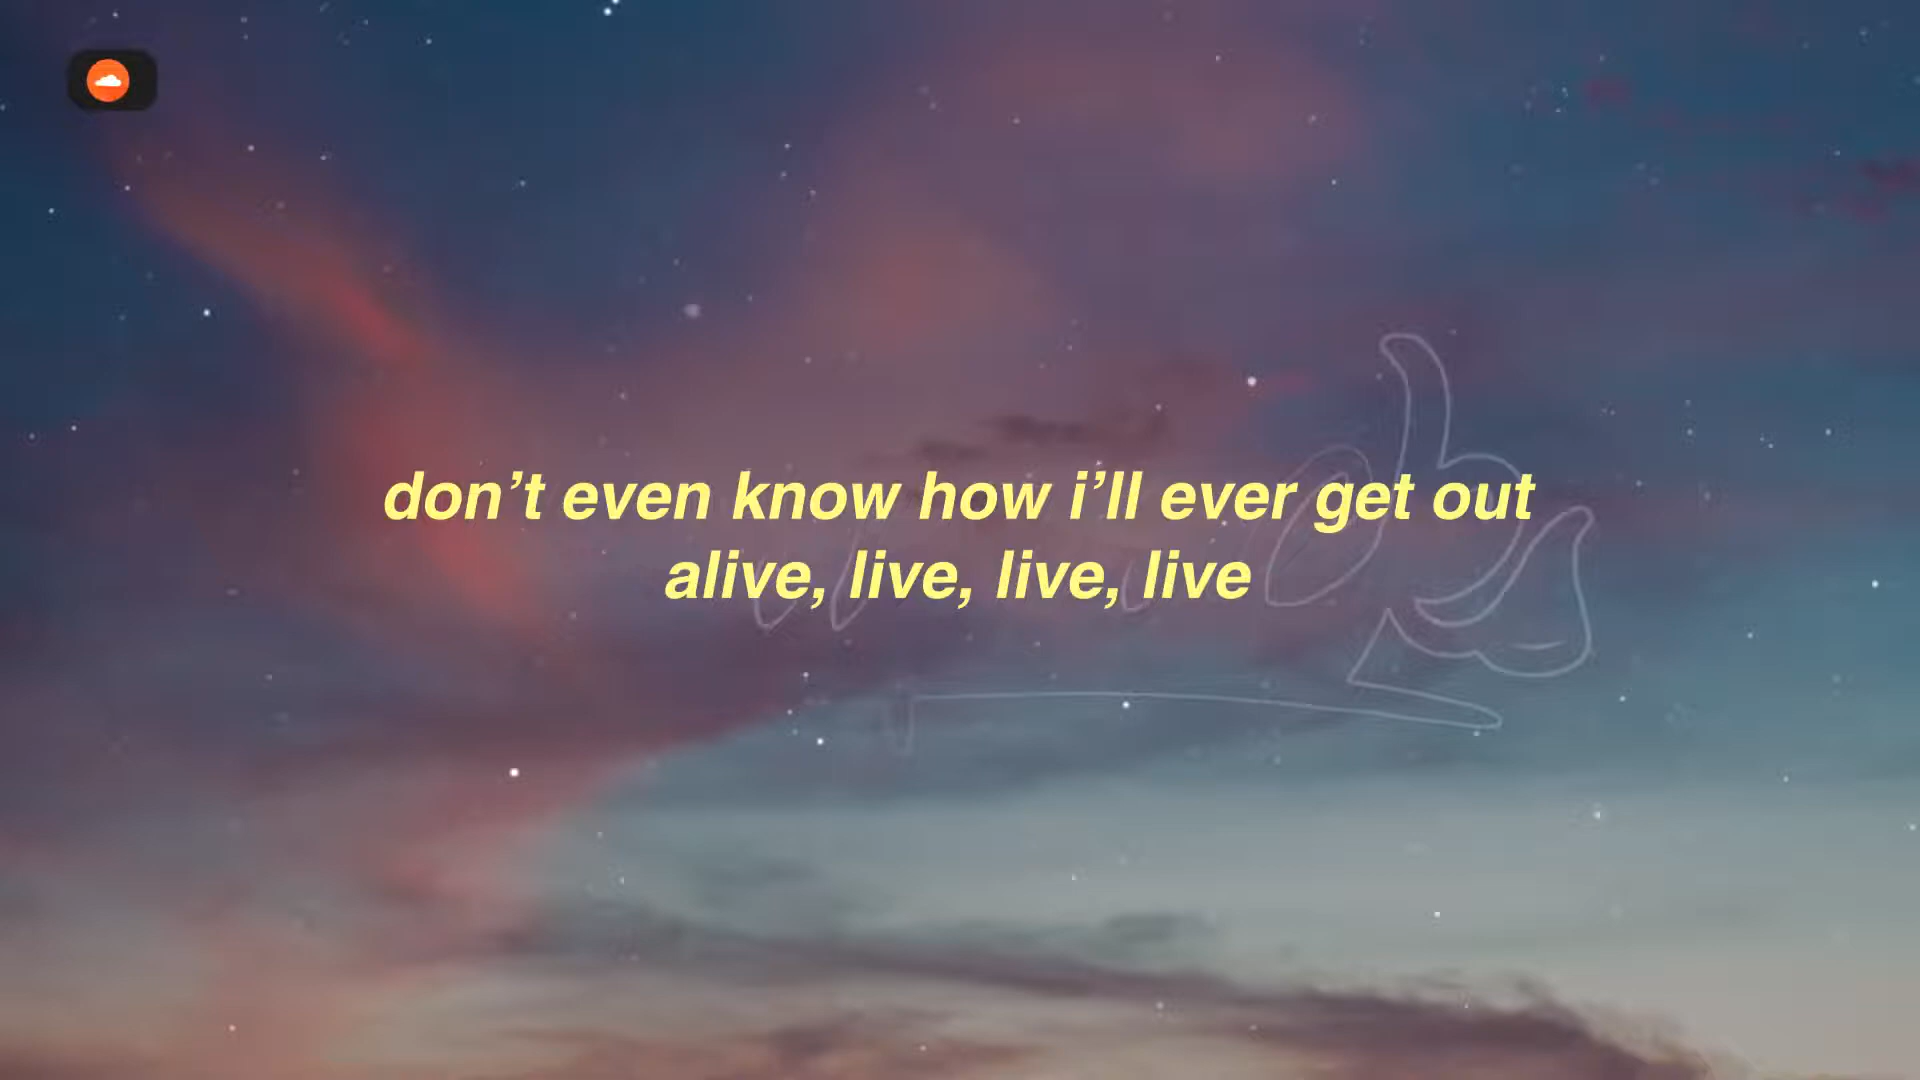 don’t even know how i’ll ever get out
alive, live, live, live